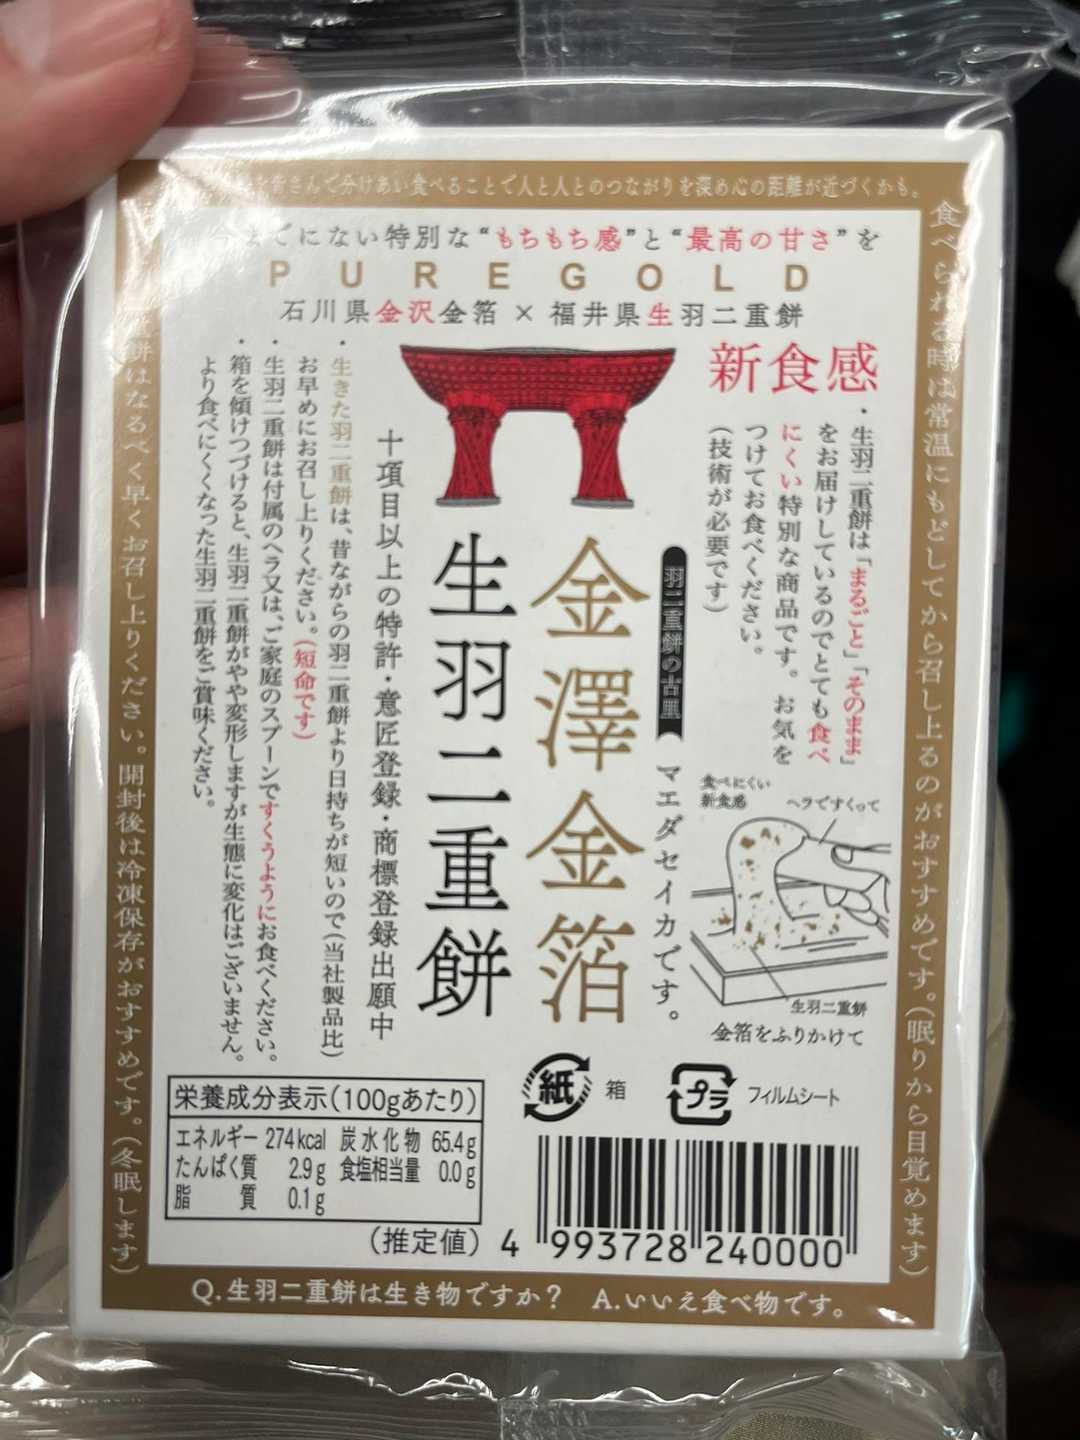 皆さんで分けあい食べることで人と人とのつながりを深め心の距離が近づくかも。
食べられる時は常温にもどしてから召し上るのがおすすめです。(眠りから目覚めます)
までにない特別な“もちもち感”と“最高の甘さ”を
PURE GOLD
石川県金沢金箔 × 福井県生羽二重餅
新食感
・生羽二重餅は「まるごと」「そのまま」
をお届けしているのでとても食べ
にくい特別な商品です。お気を
つけてお食べください。
(技術が必要です)
食べにくい
新食感
ヘラですくって
生羽二重餅
金箔をふりかけて
羽二重餅の古里
マエダセイカです。
金澤金箔
生羽二重餅
十項目以上の特許・意匠登録・商標登録出願中
・生きた羽二重餅は、昔ながらの羽二重餅より日持ちが短いので(当社製品比)
お早めにお召し上りください。(短命です)
・生羽二重餅は付属のヘラ又は、ご家庭のスプーンですくうようにお食べください。
・箱を傾けつづけると、生羽二重餅がやや変形しますが生態に変化はございません。
より食べにくくなった生羽二重餅をご賞味ください。
紙
箱
プラ
フィルムシート
栄養成分表示(100gあたり)
エネルギー 274kcal 炭水化物 65.4g
たんぱく質 2.9g 食塩相当量 0.0g
脂質 0.1g
(推定値)
4 993728 240000
餅はなるべく早くお召し上りください。開封後は冷凍保存がおすすめです。(冬眠します)
Q.生羽二重餅は生き物ですか? A.いいえ食べ物です。